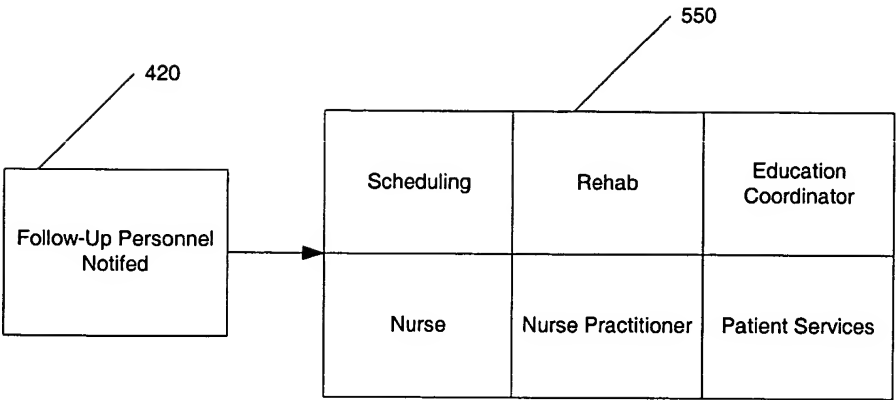 550
420
Scheduling
Rehab
Education
Coordinator
Follow-Up Personnel
Notifed
Nurse
Nurse Practitioner
Patient Services